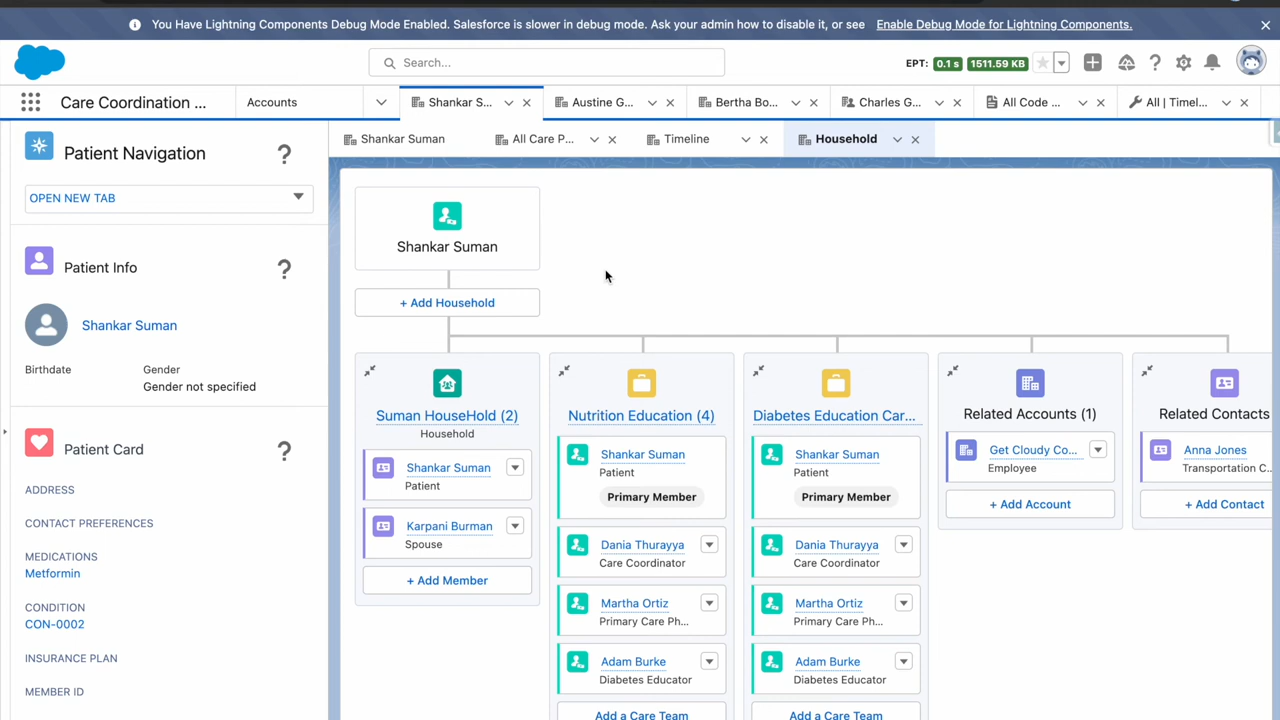 You Have Lightning Components Debug Mode Enabled. Salesforce is slower in debug mode. Ask your admin how to disable it, or see Enable Debug Mode for Lightning Components.
Search...
EPT: 0.1 s 1511.59 KB
Care Coordination ...
Accounts
Shankar S...
Austine G...
Bertha Bo...
Charles G...
All Code ...
All | Timel...
Patient Navigation
?
OPEN NEW TAB
Patient Info
?
Shankar Suman
Birthdate
Gender
Gender not specified
Patient Card
?
ADDRESS
CONTACT PREFERENCES
MEDICATIONS
Metformin
CONDITION
CON-0002
INSURANCE PLAN
MEMBER ID
Shankar Suman
All Care P...
Timeline
Household
Shankar Suman
+ Add Household
Suman HouseHold (2)
Household
Shankar Suman
Patient
Karpani Burman
Spouse
+ Add Member
Nutrition Education (4)
Shankar Suman
Patient
Primary Member
Dania Thurayya
Care Coordinator
Martha Ortiz
Primary Care Ph...
Adam Burke
Diabetes Educator
Add a Care Team
Diabetes Education Car...
Shankar Suman
Patient
Primary Member
Dania Thurayya
Care Coordinator
Martha Ortiz
Primary Care Ph...
Adam Burke
Diabetes Educator
Add a Care Team
Related Accounts (1)
Get Cloudy Co...
Employee
+ Add Account
Related Contacts
Anna Jones
Transportation C...
+ Add Contact